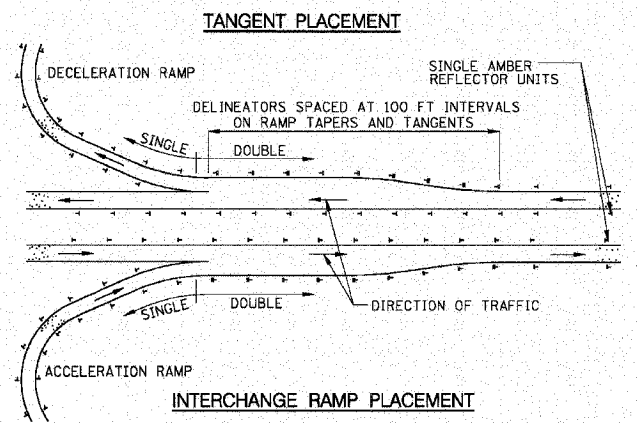 TANGENT PLACEMENT
DECELERATION RAMP
SINGLE AMBER
REFLECTOR UNITS
DELINEATORS SPACED AT 100 FT INTERVALS
ON RAMP TAPERS AND TANGENTS
SINGLE
DOUBLE
SINGLE
DOUBLE
DIRECTION OF TRAFFIC
ACCELERATION RAMP
INTERCHANGE RAMP PLACEMENT